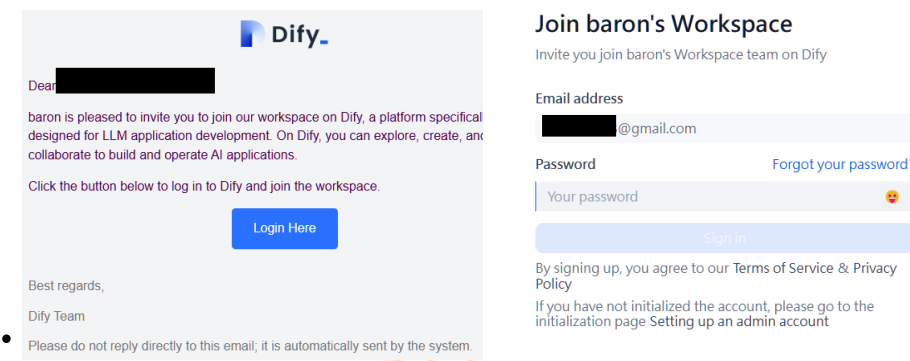 Dify_
Dear
baron is pleased to invite you to join our workspace on Dify, a platform specifical
designed for LLM application development. On Dify, you can explore, create, and
collaborate to build and operate AI applications.
Click the button below to log in to Dify and join the workspace.
Login Here
Best regards,
Dify Team
Please do not reply directly to this email; it is automatically sent by the system.
Join baron's Workspace
Invite you join baron's Workspace team on Dify
Email address
@gmail.com
Password Forgot your password?
Your password
Sign in
By signing up, you agree to our Terms of Service & Privacy
Policy
If you have not initialized the account, please go to the
initialization page Setting up an admin account